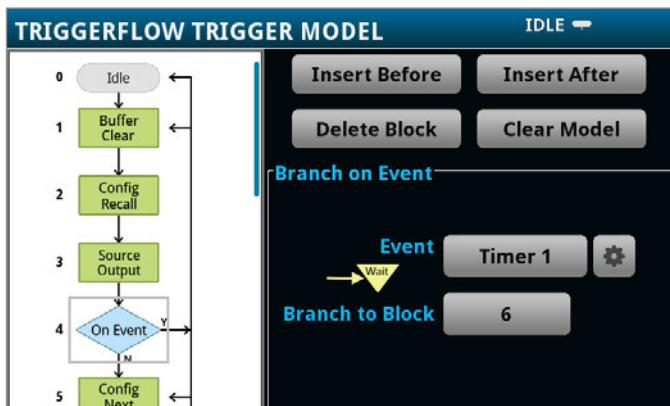 TRIGGERFLOW TRIGGER MODEL
IDLE
0
Idle
1
Buffer
Clear
2
Config
Recall
3
Source
Output
4
On Event
Y
N
5
Config
Next
Insert Before
Insert After
Delete Block
Clear Model
Branch on Event
Event
Timer 1
Wait
Branch to Block
6